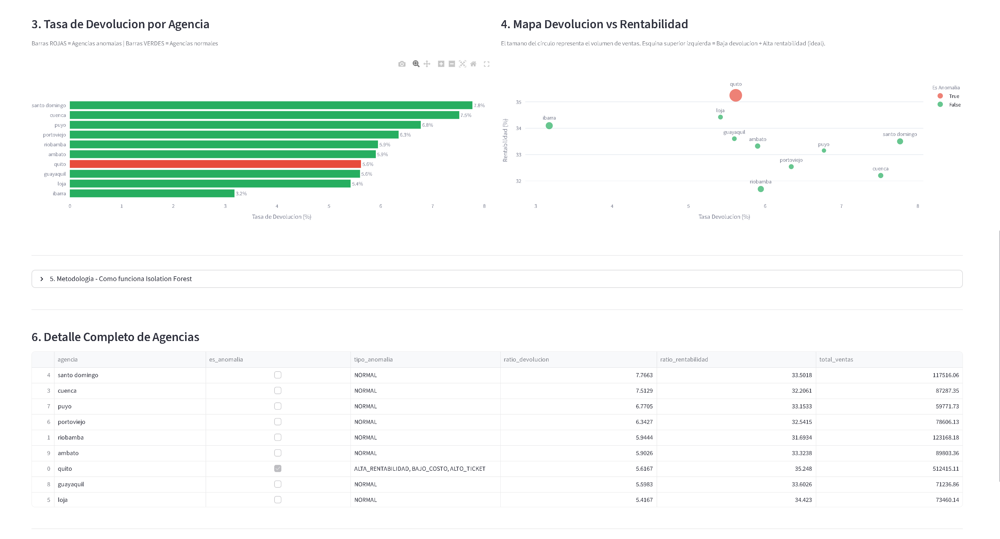 3. Tasa de Devolucion por Agencia
Barras ROJAS = Agencias anomalas | Barras VERDES = Agencias normales
santo domingo 7.8%
cuenca 7.5%
puyo 6.8%
portoviejo 6.3%
riobamba 5.9%
ambato 5.9%
quito 5.6%
guayaquil 5.6%
loja 5.4%
ibarra 3.2%
0 1 2 3 4 5 6 7 8
Tasa de Devolucion (%)
4. Mapa Devolucion vs Rentabilidad
El tamano del circulo representa el volumen de ventas. Esquina superior izquierda = Baja devolucion + Alta rentabilidad (ideal).
quito
Es Anomalia
True
False
35
loja
ibarra
34
guayaquil
santo domingo
ambato
puyo
33
portoviejo
cuenca
32
riobamba
Rentabilidad (%)
3 4 5 6 7 8
Tasa Devolucion (%)
5. Metodologia - Como funciona Isolation Forest
6. Detalle Completo de Agencias
agencia es_anomalia tipo_anomalia ratio_devolucion ratio_rentabilidad total_ventas
4 santo domingo NORMAL 7.7663 33.5018 117516.06
3 cuenca NORMAL 7.5129 32.2061 87287.35
7 puyo NORMAL 6.7705 33.1533 59771.73
6 portoviejo NORMAL 6.3427 32.5415 78606.13
1 riobamba NORMAL 5.9444 31.6934 123168.18
9 ambato NORMAL 5.9026 33.3238 89803.36
0 quito ALTA_RENTABILIDAD, BAJO_COSTO, ALTO_TICKET 5.6167 35.248 512415.11
8 guayaquil NORMAL 5.5983 33.6026 71236.86
5 loja NORMAL 5.4167 34.423 73460.14